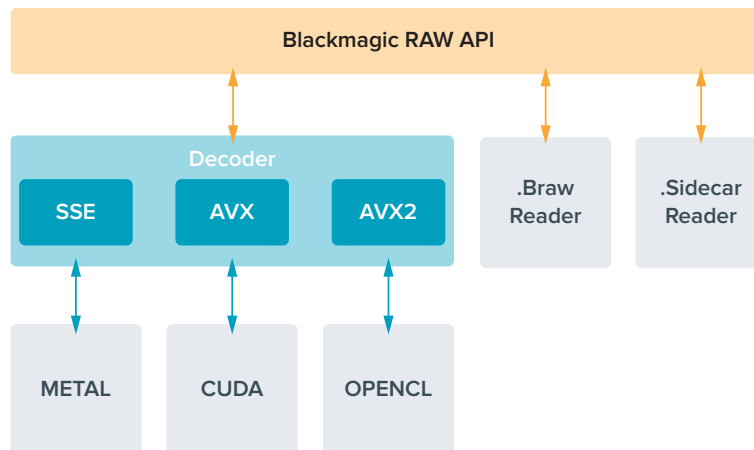 Blackmagic RAW API
Decoder
SSE
AVX
AVX2
.Braw
Reader
.Sidecar
Reader
METAL
CUDA
OPENCL